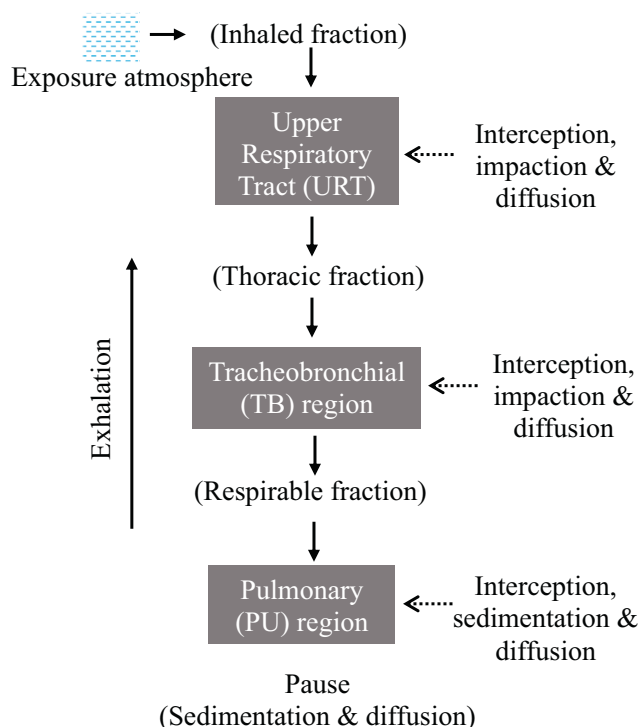 (Inhaled fraction)
Exposure atmosphere
Upper
Respiratory
Tract (URT)
Interception,
impaction &
diffusion
(Thoracic fraction)
Exhalation
Tracheobronchial
(TB) region
Interception,
impaction &
diffusion
(Respirable fraction)
Pulmonary
(PU) region
Interception,
sedimentation &
diffusion
Pause
(Sedimentation & diffusion)